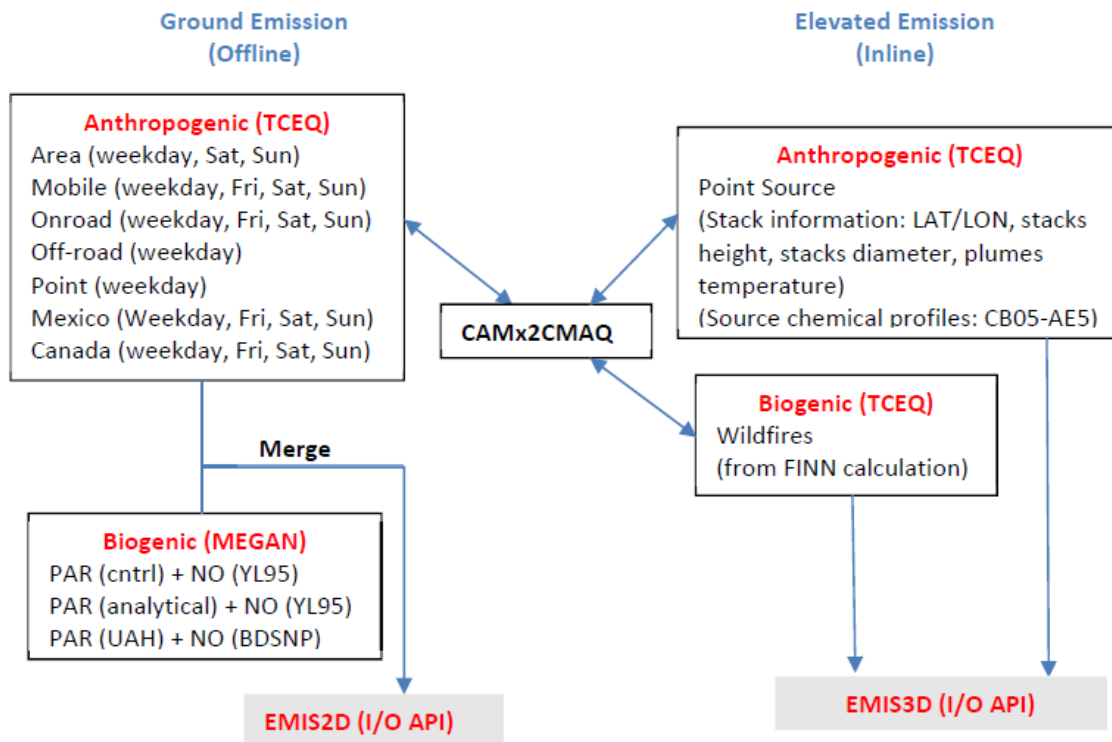 Ground Emission
(Offline)
Elevated Emission
(Inline)
Anthropogenic (TCEQ)
Area (weekday, Sat, Sun)
Mobile (weekday, Fri, Sat, Sun)
Onroad (weekday, Fri, Sat, Sun)
Off-road (weekday)
Point (weekday)
Mexico (Weekday, Fri, Sat, Sun)
Canada (weekday, Fri, Sat, Sun)
Anthropogenic (TCEQ)
Point Source
(Stack information: LAT/LON, stacks
height, stacks diameter, plumes
temperature)
(Source chemical profiles: CB05-AE5)
CAMx2CMAQ
Biogenic (TCEQ)
Wildfires
(from FINN calculation)
Merge
Biogenic (MEGAN)
PAR (cntrl) + NO (YL95)
PAR (analytical) + NO (YL95)
PAR (UAH) + NO (BDSNP)
EMIS2D (I/O API)
EMIS3D (I/O API)